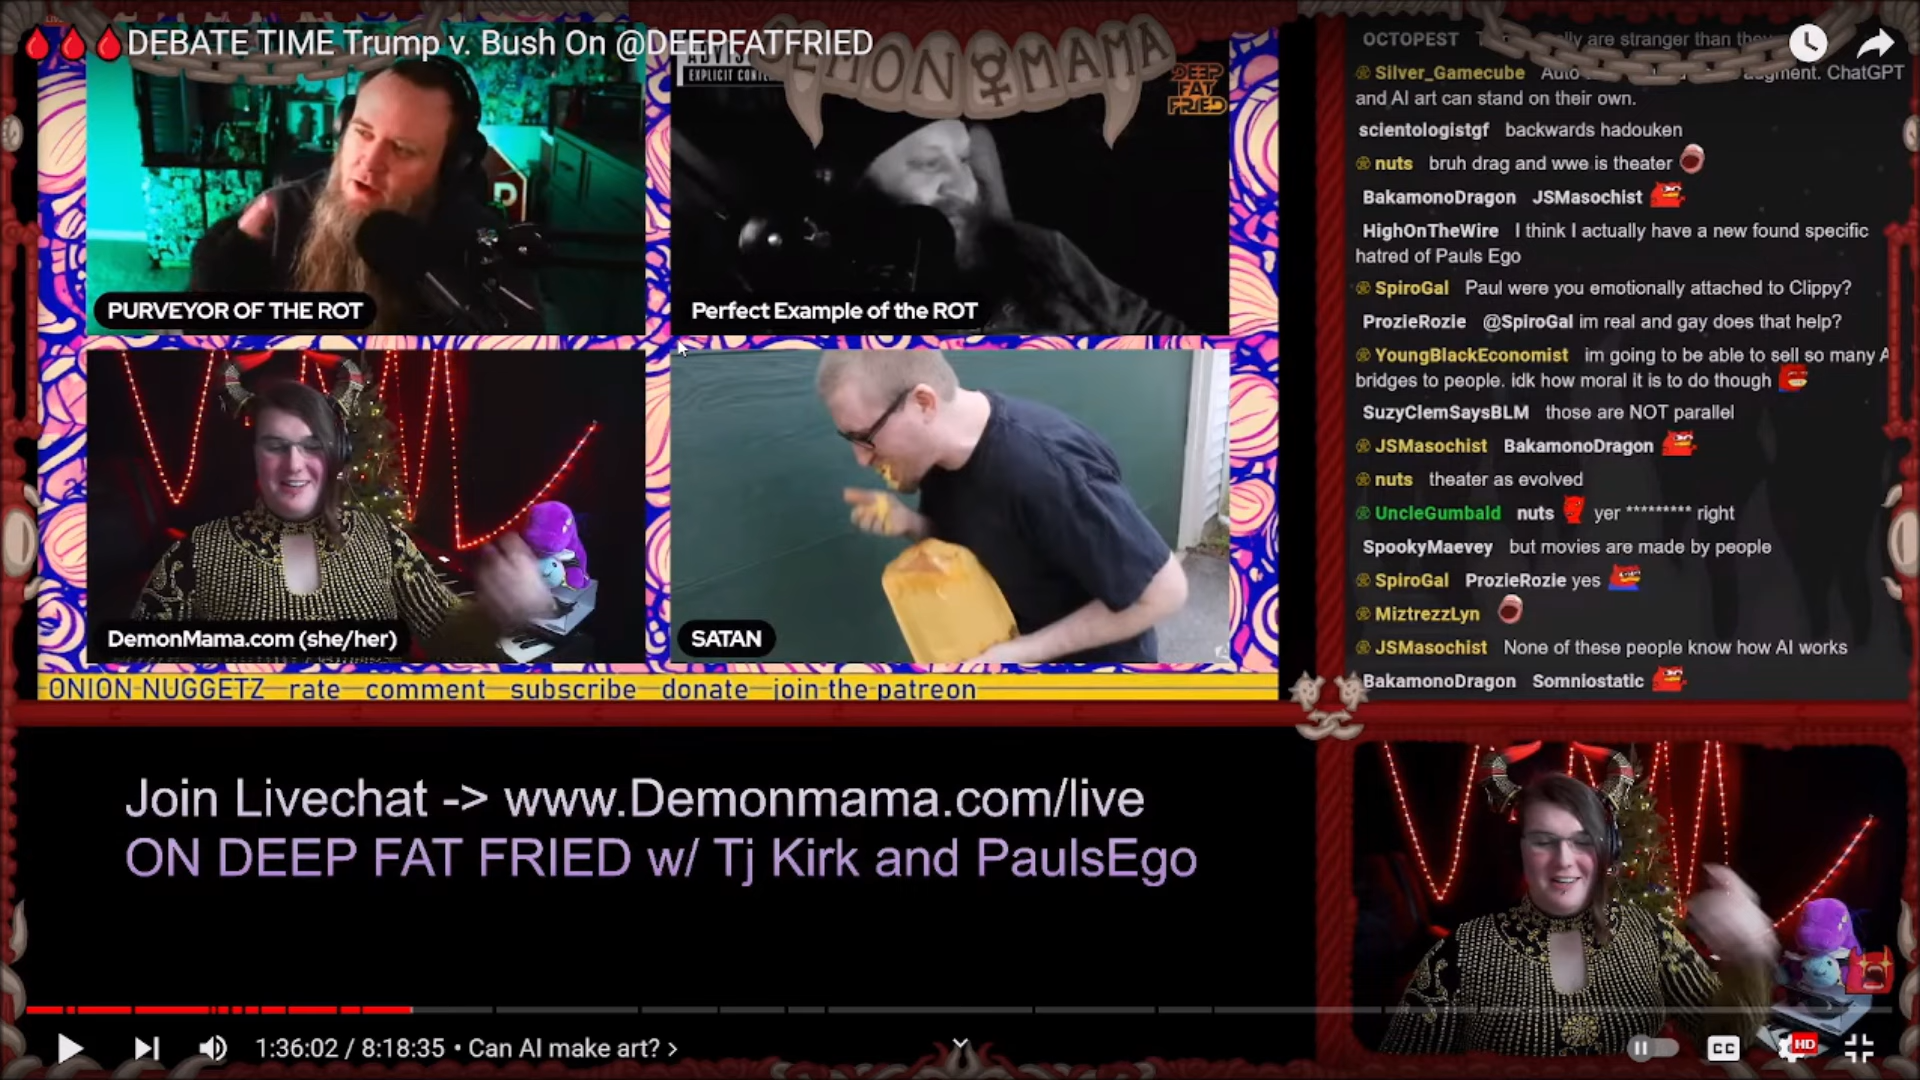 DEBATE TIME Trump v. Bush On @DEEPFATFRIED
EXPLICIT
DEMON MAMA
DEEP
FAT
FRIED
PURVEYOR OF THE ROT
Perfect Example of the ROT
DemonMama.com (she/her)
SATAN
ONION NUGGETZ rate comment subscribe donate join the patreon
OCTOPEST are stranger than
Silver_Gamecube Auto ChatGPT
and AI art can stand on their own.
scientologistgf backwards hadouken
nuts bruh drag and wwe is theater
BakamonoDragon JSMasochist
HighOnTheWire I think I actually have a new found specific
hatred of Pauls Ego
SpiroGal Paul were you emotionally attached to Clippy?
ProzieRozie @SpiroGal im real and gay does that help?
YoungBlackEconomist im going to be able to sell so many
bridges to people. idk how moral it is to do though
SuzyClemSaysBLM those are NOT parallel
JSMasochist BakamonoDragon
nuts theater as evolved
UncleGumbald nuts yer ********* right
SpookyMaevey but movies are made by people
SpiroGal ProzieRozie yes
MiztrezzLyn
JSMasochist None of these people know how AI works
BakamonoDragon Somniostatic
Join Livechat -> www.Demonmama.com/live
ON DEEP FAT FRIED w/ Tj Kirk and PaulsEgo
1:36:02 / 8:18:35 • Can AI make art? >
CC
HD